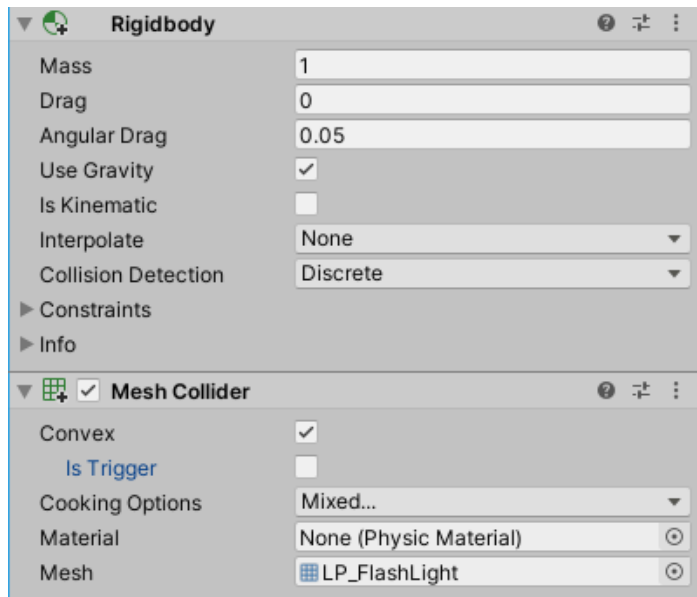 Rigidbody
Mass 1
Drag 0
Angular Drag 0.05
Use Gravity
Is Kinematic
Interpolate None
Collision Detection Discrete
Constraints
Info
Mesh Collider
Convex
Is Trigger
Cooking Options Mixed...
Material None (Physic Material)
Mesh LP_FlashLight